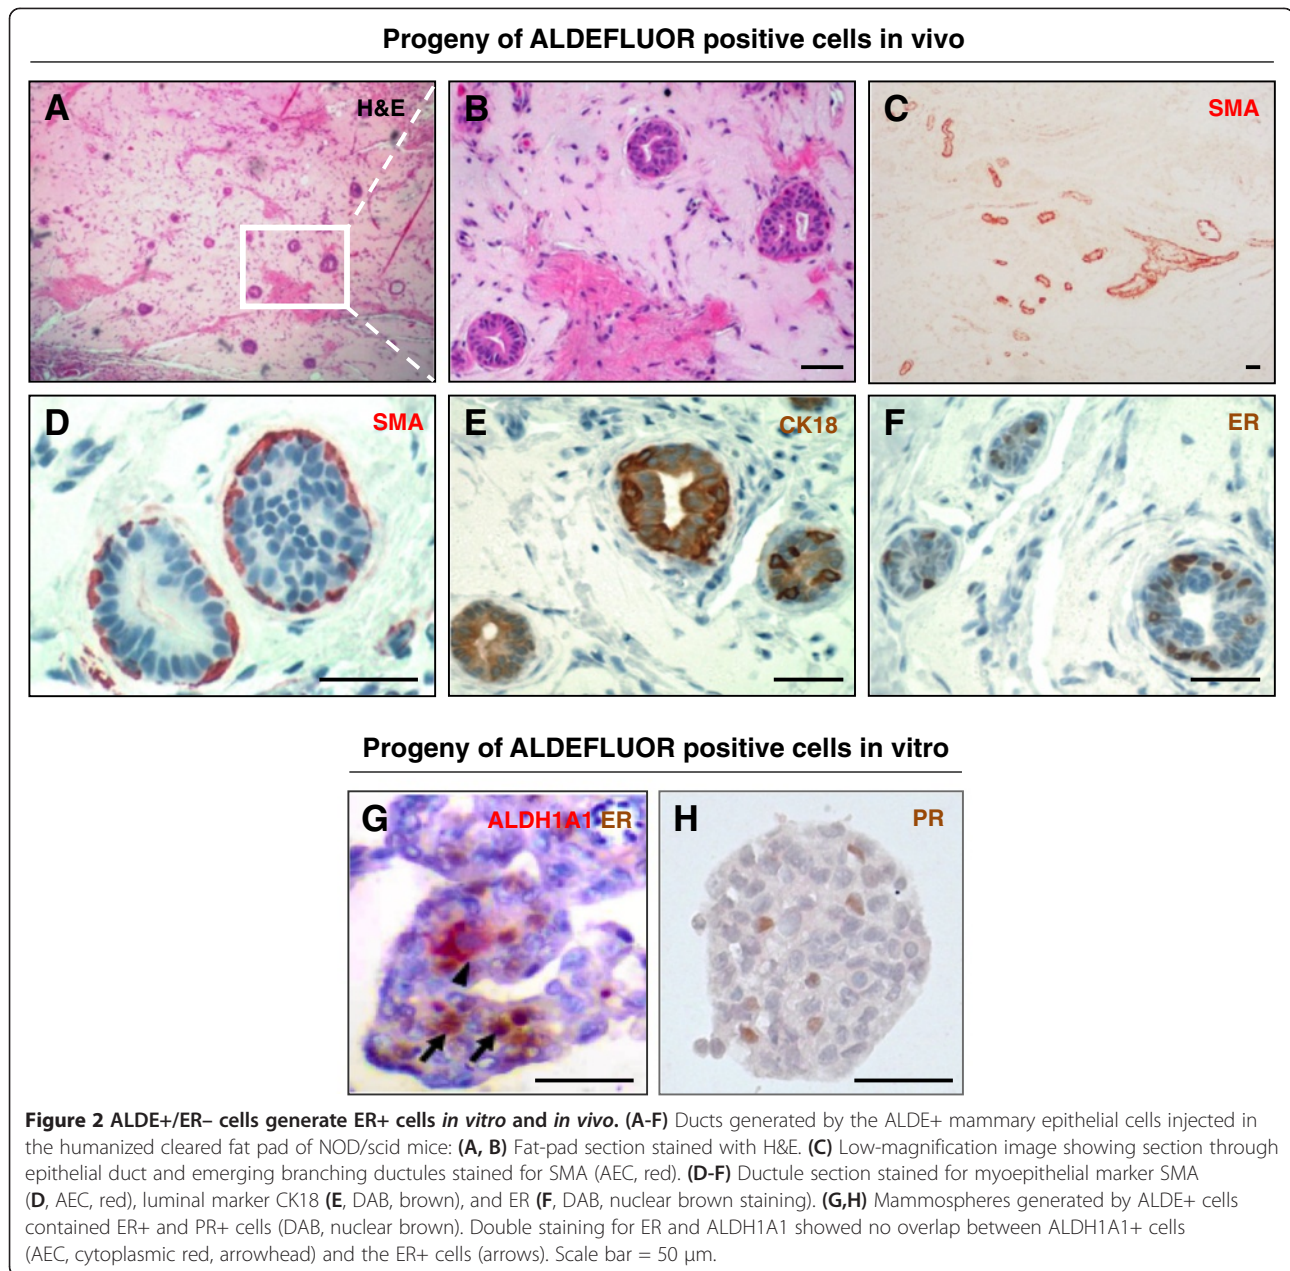 Progeny of ALDEFLUOR positive cells in vivo
A H&E
B
C SMA
D SMA
E CK18
F ER
Progeny of ALDEFLUOR positive cells in vitro
G ALDH1A1 ER
H PR
Figure 2 ALDE+/ER– cells generate ER+ cells in vitro and in vivo. (A-F) Ducts generated by the ALDE+ mammary epithelial cells injected in
the humanized cleared fat pad of NOD/scid mice: (A, B) Fat-pad section stained with H&E. (C) Low-magnification image showing section through
epithelial duct and emerging branching ductules stained for SMA (AEC, red). (D-F) Ductule section stained for myoepithelial marker SMA
(D, AEC, red), luminal marker CK18 (E, DAB, brown), and ER (F, DAB, nuclear brown staining). (G,H) Mammospheres generated by ALDE+ cells
contained ER+ and PR+ cells (DAB, nuclear brown). Double staining for ER and ALDH1A1 showed no overlap between ALDH1A1+ cells
(AEC, cytoplasmic red, arrowhead) and the ER+ cells (arrows). Scale bar = 50 μm.